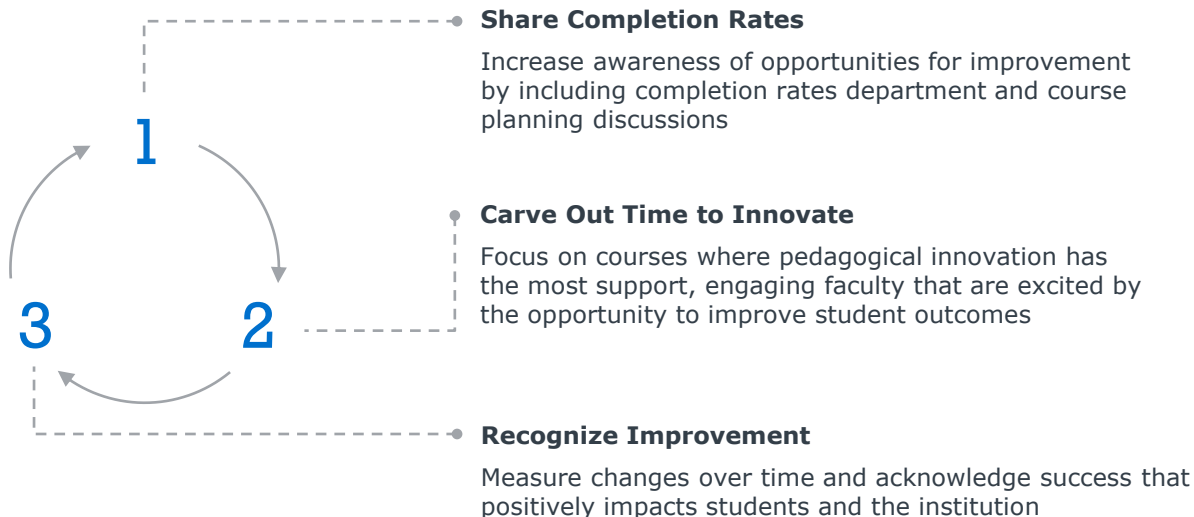 Share Completion Rates
Increase awareness of opportunities for improvement
by including completion rates department and course
planning discussions
1
Carve Out Time to Innovate
Focus on courses where pedagogical innovation has
the most support, engaging faculty that are excited by
the opportunity to improve student outcomes
3
2
Recognize Improvement
Measure changes over time and acknowledge success that
positively impacts students and the institution